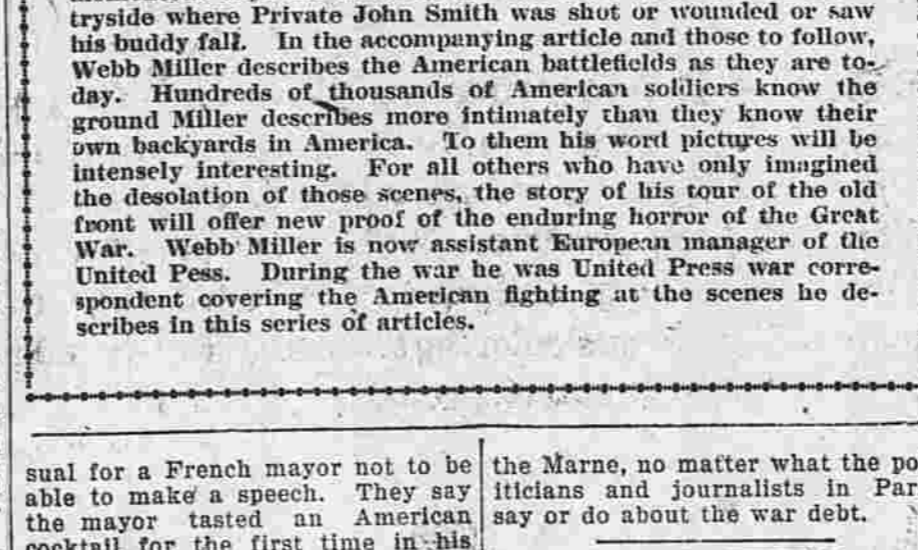 tryside where Private John Smith was shot or wounded or saw
his buddy fall. In the accompanying article and those to follow,
Webb Miller describes the American battlefields as they are to-
day. Hundreds of thousands of American soldiers know the
ground Miller describes more intimately than they know their
own backyards in America. To them his word pictures will be
intensely interesting. For all others who have only imagined
the desolation of those scenes, the story of his tour of the old
front will offer new proof of the enduring horror of the Great
War. Webb Miller is now assistant European manager of the
United Pess. During the war he was United Press war corre-
spondent covering the American fighting at the scenes he de-
scribes in this series of articles.
sual for a French mayor not to be
able to make a speech. They say
the mayor tasted an American
cocktail for the first time in his
the Marne, no matter what the po
iticians and journalists in Par
say or do about the war debt.